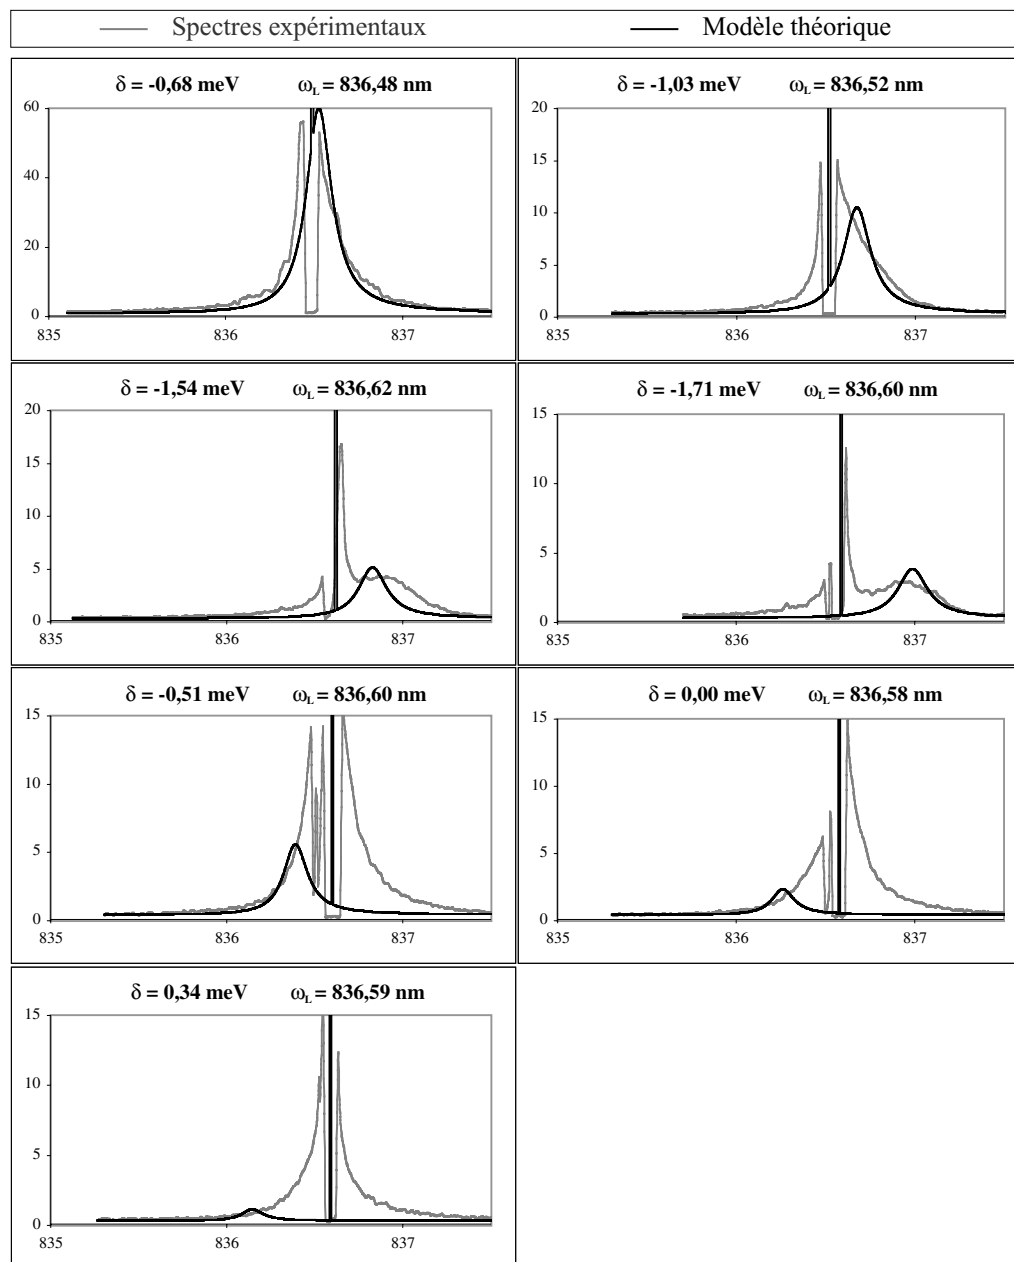 Spectres expérimentaux Modèle théorique
δ = -0,68 meV ω_L = 836,48 nm
60
40
20
0
835 836 837
δ = -1,03 meV ω_L = 836,52 nm
20
15
10
5
0
835 836 837
δ = -1,54 meV ω_L = 836,62 nm
20
15
10
5
0
835 836 837
δ = -1,71 meV ω_L = 836,60 nm
15
10
5
0
835 836 837
δ = -0,51 meV ω_L = 836,60 nm
15
10
5
0
835 836 837
δ = 0,00 meV ω_L = 836,58 nm
15
10
5
0
835 836 837
δ = 0,34 meV ω_L = 836,59 nm
15
10
5
0
835 836 837